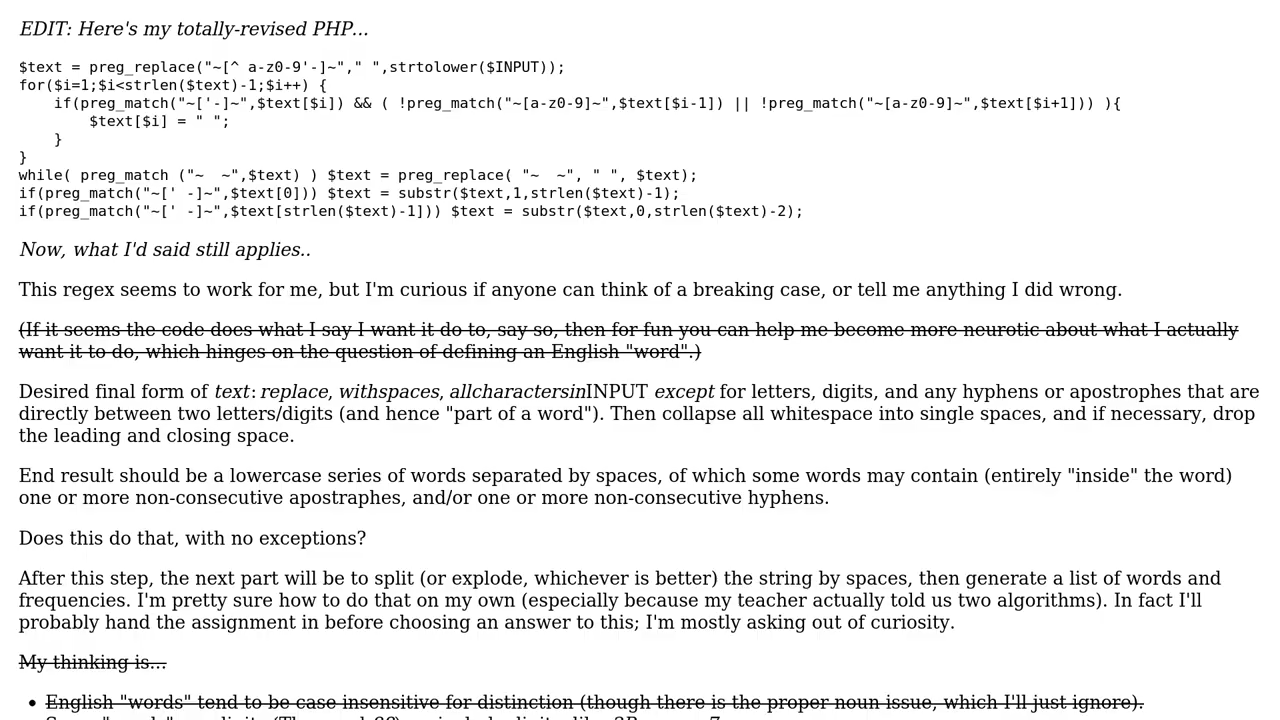 EDIT: Here's my totally-revised PHP...
$text = preg_replace("~[^ a-z0-9'-]~"," ",strtolower($INPUT));
for($i=1;$i<strlen($text)-1;$i++) {
    if(preg_match("~['-]~",$text[$i]) && ( !preg_match("~[a-z0-9]~",$text[$i-1]) || !preg_match("~[a-z0-9]~",$text[$i+1])) ){
        $text[$i] = " ";
    }
}
while( preg_match ("~  ~",$text) ) $text = preg_replace( "~  ~", " ", $text);
if(preg_match("~[' -]~",$text[0])) $text = substr($text,1,strlen($text)-1);
if(preg_match("~[' -]~",$text[strlen($text)-1])) $text = substr($text,0,strlen($text)-2);
Now, what I'd said still applies..
This regex seems to work for me, but I'm curious if anyone can think of a breaking case, or tell me anything I did wrong.
(If it seems the code does what I say I want it do to, say so, then for fun you can help me become more neurotic about what I actually
want it to do, which hinges on the question of defining an English "word".)
Desired final form of text: replace, withspaces, allcharactersinINPUT except for letters, digits, and any hyphens or apostrophes that are
directly between two letters/digits (and hence "part of a word"). Then collapse all whitespace into single spaces, and if necessary, drop
the leading and closing space.
End result should be a lowercase series of words separated by spaces, of which some words may contain (entirely "inside" the word)
one or more non-consecutive apostraphes, and/or one or more non-consecutive hyphens.
Does this do that, with no exceptions?
After this step, the next part will be to split (or explode, whichever is better) the string by spaces, then generate a list of words and
frequencies. I'm pretty sure how to do that on my own (especially because my teacher actually told us two algorithms). In fact I'll
probably hand the assignment in before choosing an answer to this; I'm mostly asking out of curiosity.
My thinking is...
• English "words" tend to be case insensitive for distinction (though there is the proper noun issue, which I'll just ignore).